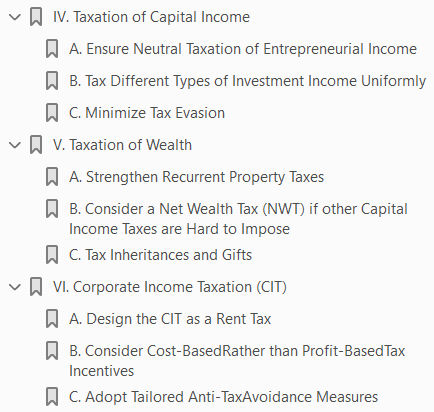 IV. Taxation of Capital Income
A. Ensure Neutral Taxation of Entrepreneurial Income
B. Tax Different Types of Investment Income Uniformly
C. Minimize Tax Evasion
V. Taxation of Wealth
A. Strengthen Recurrent Property Taxes
B. Consider a Net Wealth Tax (NWT) if other Capital
Income Taxes are Hard to Impose
C. Tax Inheritances and Gifts
VI. Corporate Income Taxation (CIT)
A. Design the CIT as a Rent Tax
B. Consider Cost-BasedRather than Profit-BasedTax
Incentives
C. Adopt Tailored Anti-TaxAvoidance Measures